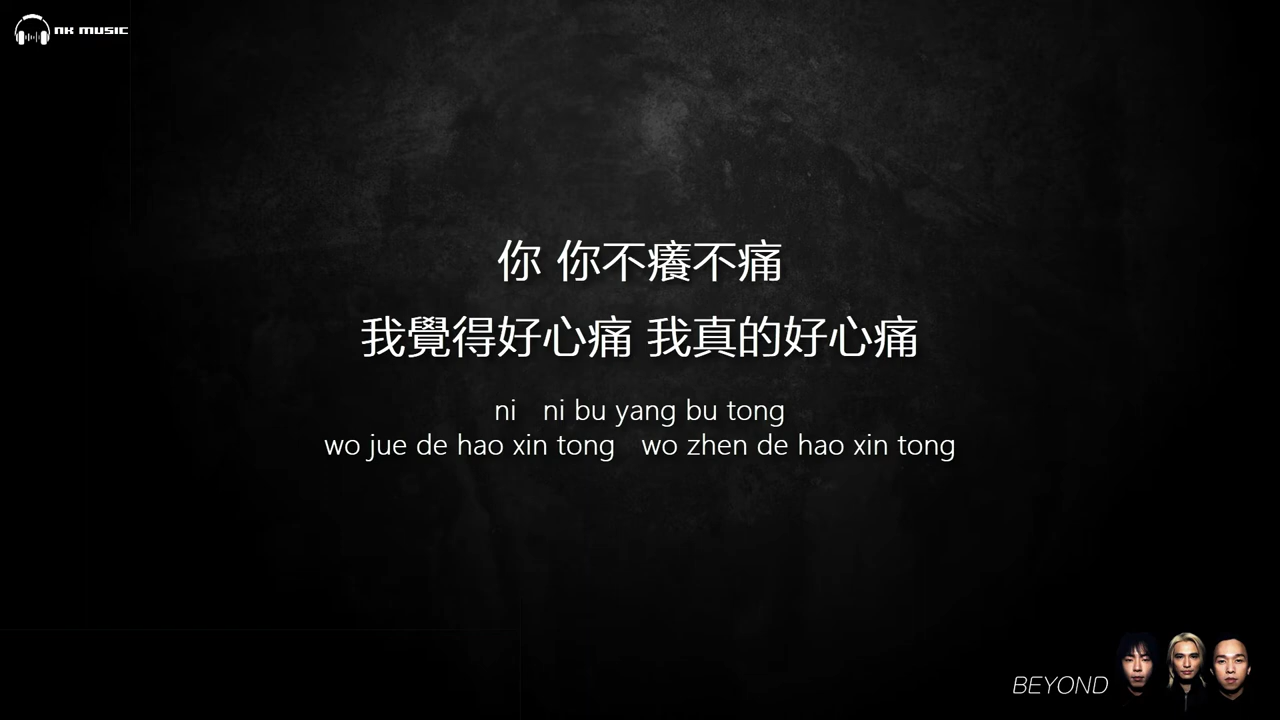 NK MUSIC
你 你不癢不痛
我覺得好心痛 我真的好心痛
ni ni bu yang bu tong
wo jue de hao xin tong wo zhen de hao xin tong
BEYOND